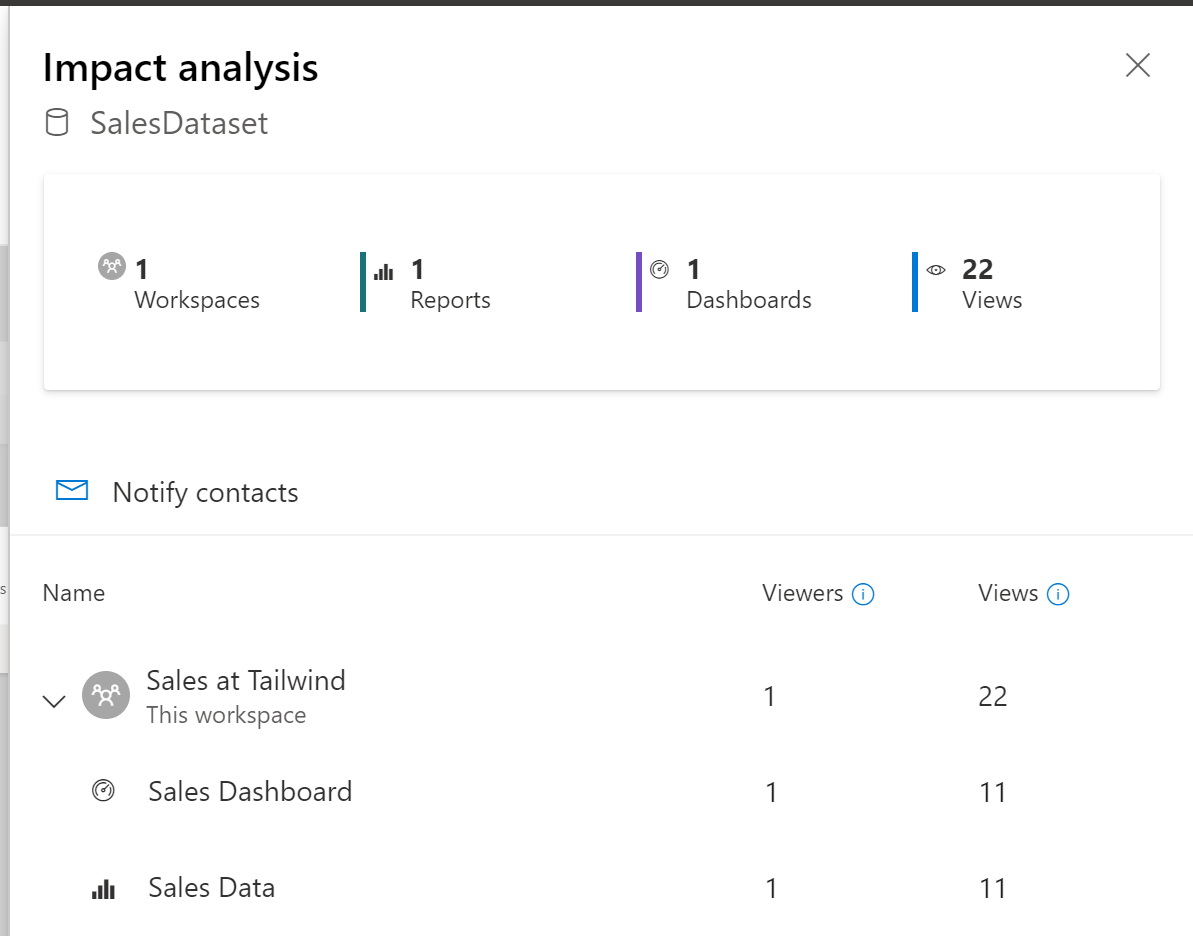 Impact analysis
SalesDataset
1
Workspaces
1
Reports
1
Dashboards
22
Views
Notify contacts
s
Name Viewers Views
Sales at Tailwind 1 22
This workspace
Sales Dashboard 1 11
Sales Data 1 11